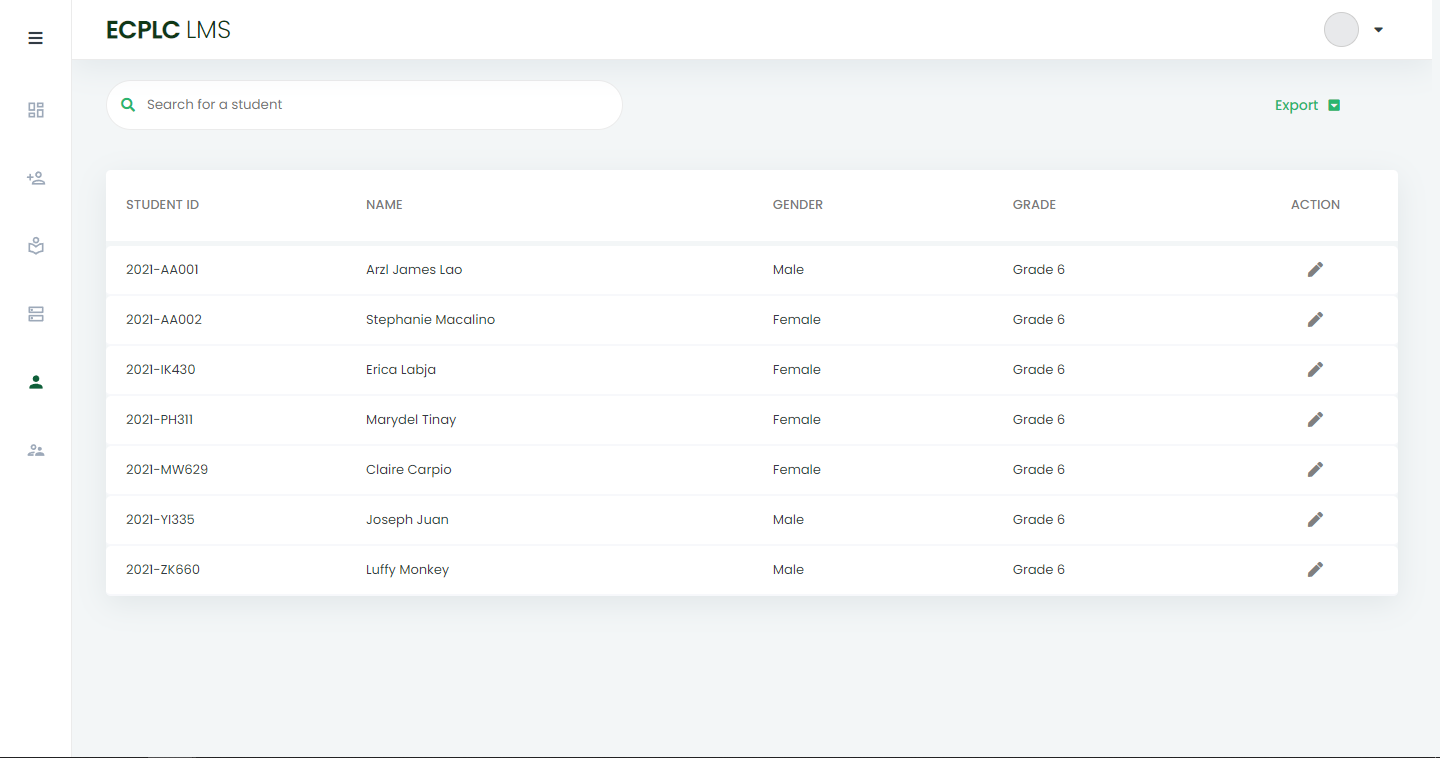 ECPLC LMS
Search for a student
Export
STUDENT ID NAME GENDER GRADE ACTION
2021-AA001 Arzl James Lao Male Grade 6
2021-AA002 Stephanie Macalino Female Grade 6
2021-IK430 Erica Labja Female Grade 6
2021-PH311 Marydel Tinay Female Grade 6
2021-MW629 Claire Carpio Female Grade 6
2021-YI335 Joseph Juan Male Grade 6
2021-ZK660 Luffy Monkey Male Grade 6